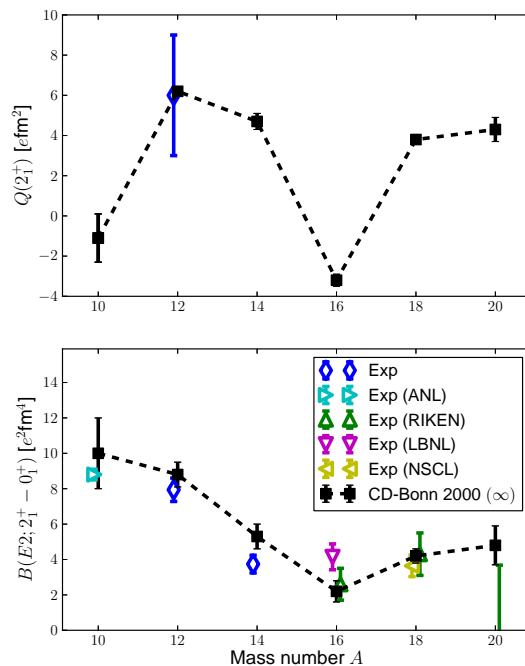 10
8
6
4
2
0
−2
−4
Q(2₁⁺) [efm²]
10 12 14 16 18 20
14
12
10
8
6
4
2
0
B(E2; 2₁⁺ − 0₁⁺) [e²fm⁴]
Exp
Exp (ANL)
Exp (RIKEN)
Exp (LBNL)
Exp (NSCL)
CD-Bonn 2000 (∞)
10 12 14 16 18 20
Mass number A